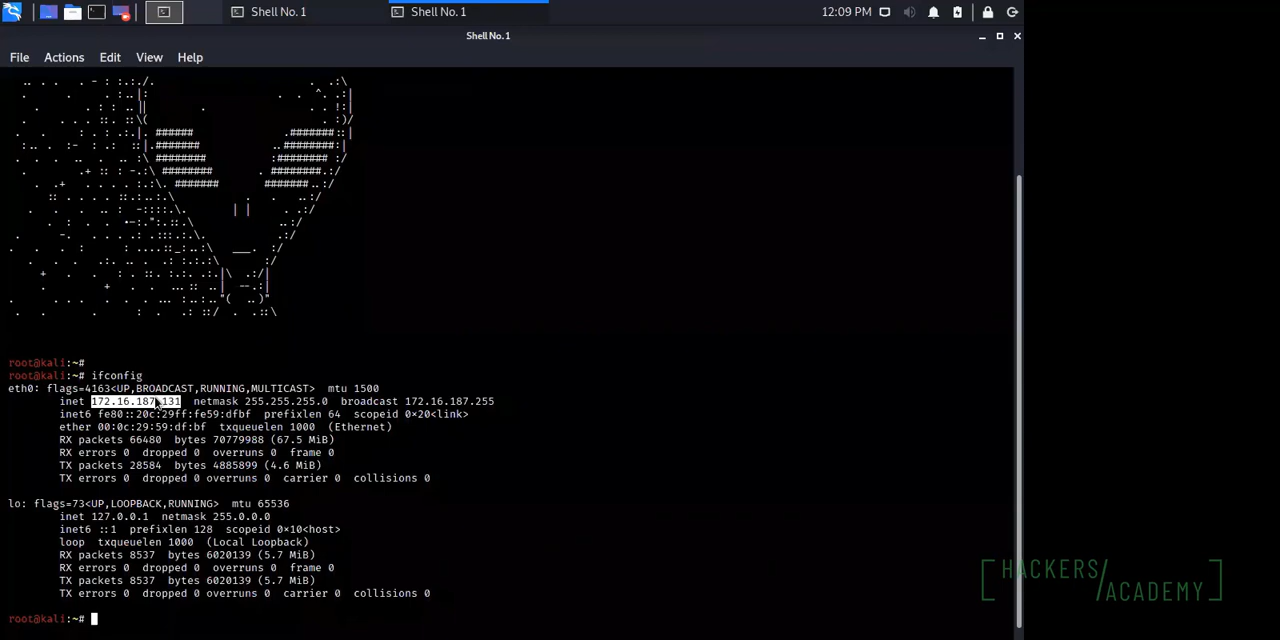 Shell No.1
Shell No.1
12:09 PM
Shell No.1
File Actions Edit View Help
root@kali:~#
root@kali:~# ifconfig
eth0: flags=4163<UP,BROADCAST,RUNNING,MULTICAST> mtu 1500
inet 172.16.187.131 netmask 255.255.255.0 broadcast 172.16.187.255
inet6 fe80::20c:29ff:fe59:dfbf prefixlen 64 scopeid 0×20<link>
ether 00:0c:29:59:df:bf txqueuelen 1000 (Ethernet)
RX packets 66480 bytes 70779988 (67.5 MiB)
RX errors 0 dropped 0 overruns 0 frame 0
TX packets 28584 bytes 4885899 (4.6 MiB)
TX errors 0 dropped 0 overruns 0 carrier 0 collisions 0
lo: flags=73<UP,LOOPBACK,RUNNING> mtu 65536
inet 127.0.0.1 netmask 255.0.0.0
inet6 ::1 prefixlen 128 scopeid 0×10<host>
loop txqueuelen 1000 (Local Loopback)
RX packets 8537 bytes 6020139 (5.7 MiB)
RX errors 0 dropped 0 overruns 0 frame 0
TX packets 8537 bytes 6020139 (5.7 MiB)
TX errors 0 dropped 0 overruns 0 carrier 0 collisions 0
root@kali:~#
[HACKERS/
ACADEMY]